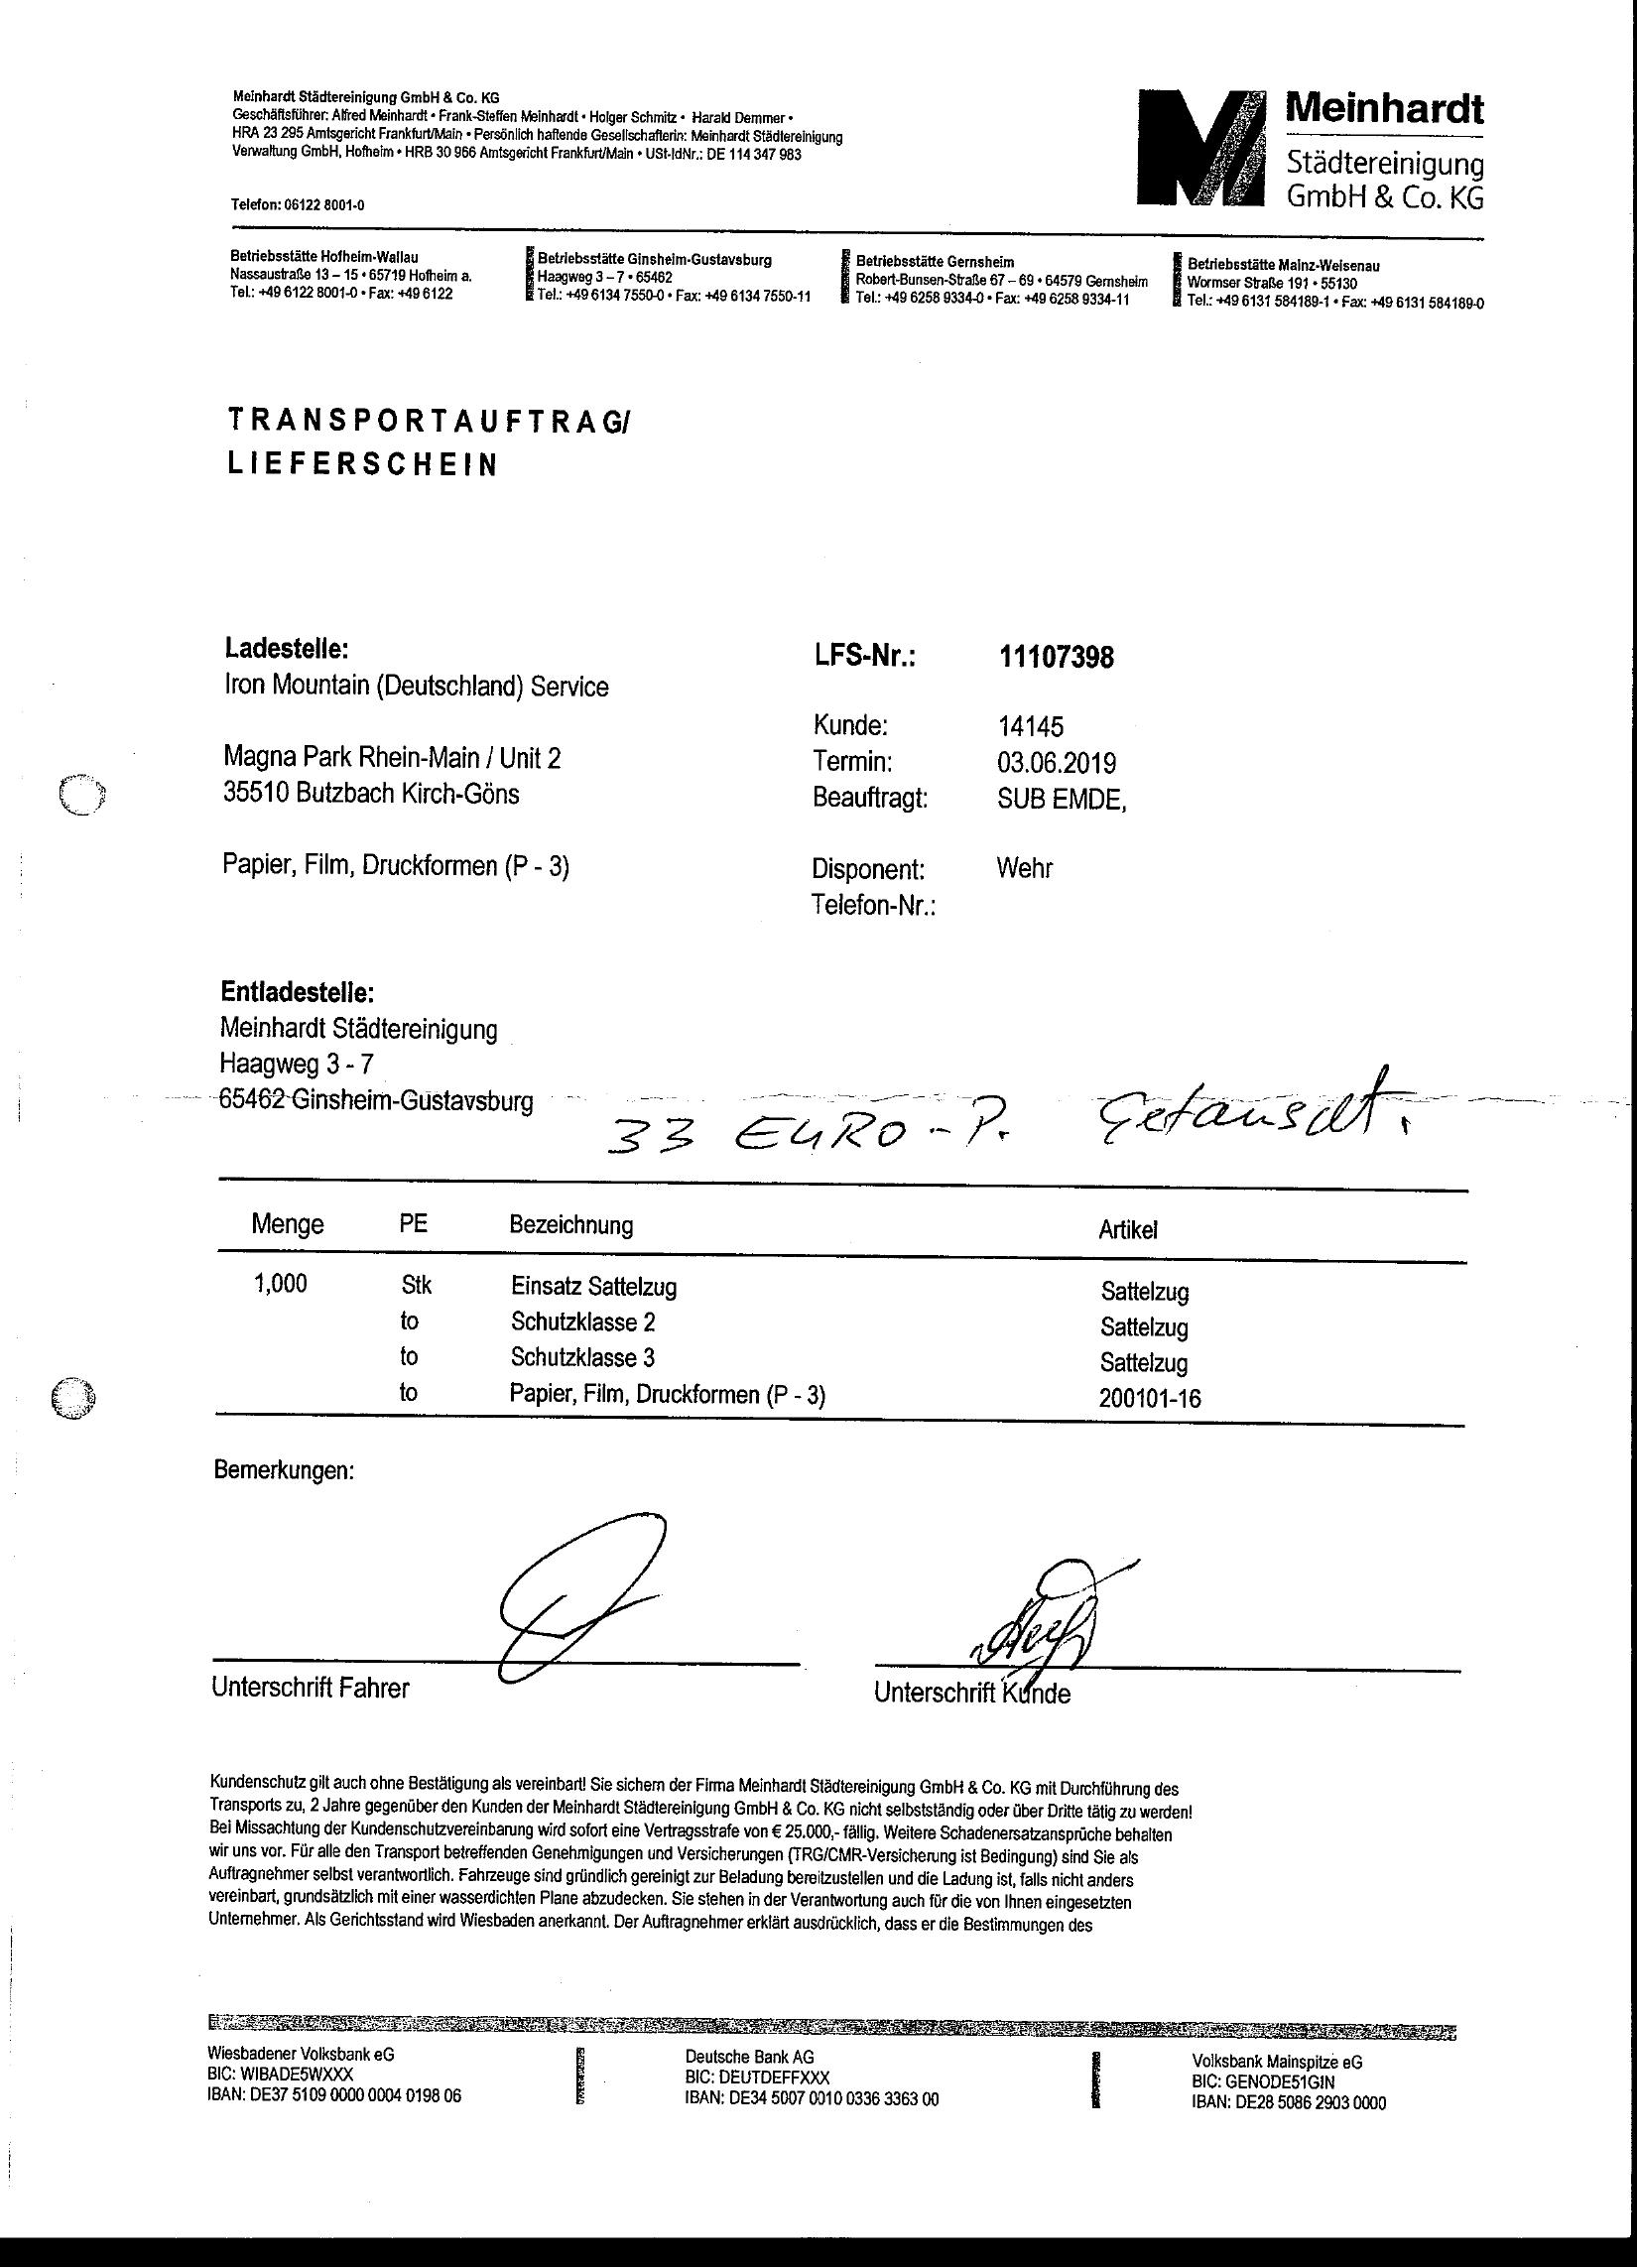 Meinhardt Städtereinigung GmbH & Co. KG
Geschäftsführer: Alfred Meinhardt • Frank-Steffen Meinhardt • Holger Schmitz • Harald Demmer •
HRA 23 295 Amtsgericht Frankfurt/Main • Persönlich haftende Gesellschafterin: Meinhardt Städtereinigung
Verwaltung GmbH, Hofheim • HRB 30 966 Amtsgericht Frankfurt/Main • USt-IdNr.: DE 114 347 983
Telefon: 06122 8001-0
Meinhardt
Städtereinigung
GmbH & Co. KG
Betriebsstätte Hofheim-Wallau
Nassaustraße 13 – 15 • 65719 Hofheim a.
Tel.: +49 6122 8001-0 • Fax: +49 6122
Betriebsstätte Ginsheim-Gustavsburg
Haagweg 3 – 7 • 65462
Tel.: +49 6134 7550-0 • Fax: +49 6134 7550-11
Betriebsstätte Gernsheim
Robert-Bunsen-Straße 67 – 69 • 64579 Gernsheim
Tel.: +49 6258 9334-0 • Fax: +49 6258 9334-11
Betriebsstätte Mainz-Weisenau
Wormser Straße 191 • 55130
Tel.: +49 6131 584189-1 • Fax: +49 6131 584189-0
TRANSPORTAUFTRAG/
LIEFERSCHEIN
Ladestelle:
Iron Mountain (Deutschland) Service
Magna Park Rhein-Main / Unit 2
35510 Butzbach Kirch-Göns
Papier, Film, Druckformen (P - 3)
LFS-Nr.: 11107398
Kunde: 14145
Termin: 03.06.2019
Beauftragt: SUB EMDE,
Disponent: Wehr
Telefon-Nr.:
Entladestelle:
Meinhardt Städtereinigung
Haagweg 3 - 7
65462 Ginsheim-Gustavsburg
33 EURO-P. Getauscht.
Menge PE Bezeichnung Artikel
1,000 Stk Einsatz Sattelzug Sattelzug
to Schutzklasse 2 Sattelzug
to Schutzklasse 3 Sattelzug
to Papier, Film, Druckformen (P - 3) 200101-16
Bemerkungen:
Unterschrift Fahrer
Unterschrift Kunde
Kundenschutz gilt auch ohne Bestätigung als vereinbart! Sie sichern der Firma Meinhardt Städtereinigung GmbH & Co. KG mit Durchführung des
Transports zu, 2 Jahre gegenüber den Kunden der Meinhardt Städtereinigung GmbH & Co. KG nicht selbstständig oder über Dritte tätig zu werden!
Bei Missachtung der Kundenschutzvereinbarung wird sofort eine Vertragsstrafe von € 25.000,- fällig. Weitere Schadenersatzansprüche behalten
wir uns vor. Für alle den Transport betreffenden Genehmigungen und Versicherungen (TRG/CMR-Versicherung ist Bedingung) sind Sie als
Auftragnehmer selbst verantwortlich. Fahrzeuge sind gründlich gereinigt zur Beladung bereitzustellen und die Ladung ist, falls nicht anders
vereinbart, grundsätzlich mit einer wasserdichten Plane abzudecken. Sie stehen in der Verantwortung auch für die von Ihnen eingesetzten
Unternehmer. Als Gerichtsstand wird Wiesbaden anerkannt. Der Auftragnehmer erklärt ausdrücklich, dass er die Bestimmungen des
Wiesbadener Volksbank eG
BIC: WIBADE5WXXX
IBAN: DE37 5109 0000 0004 0198 06
Deutsche Bank AG
BIC: DEUTDEFFXXX
IBAN: DE34 5007 0010 0336 3363 00
Volksbank Mainspitze eG
BIC: GENODE51GIN
IBAN: DE28 5086 2903 0000